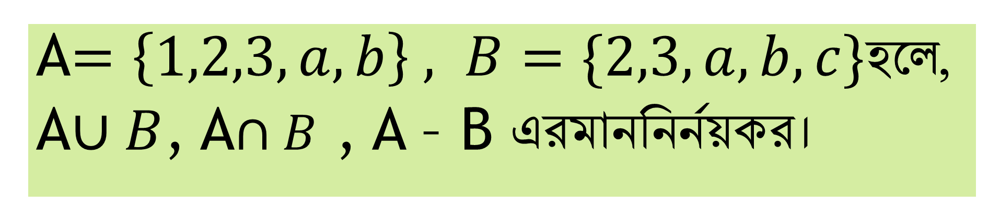 A= {1,2,3, a, b} , B = {2,3, a, b, c}হলে,
A∪ B , A∩ B , A - B এরমাননির্নয়কর।